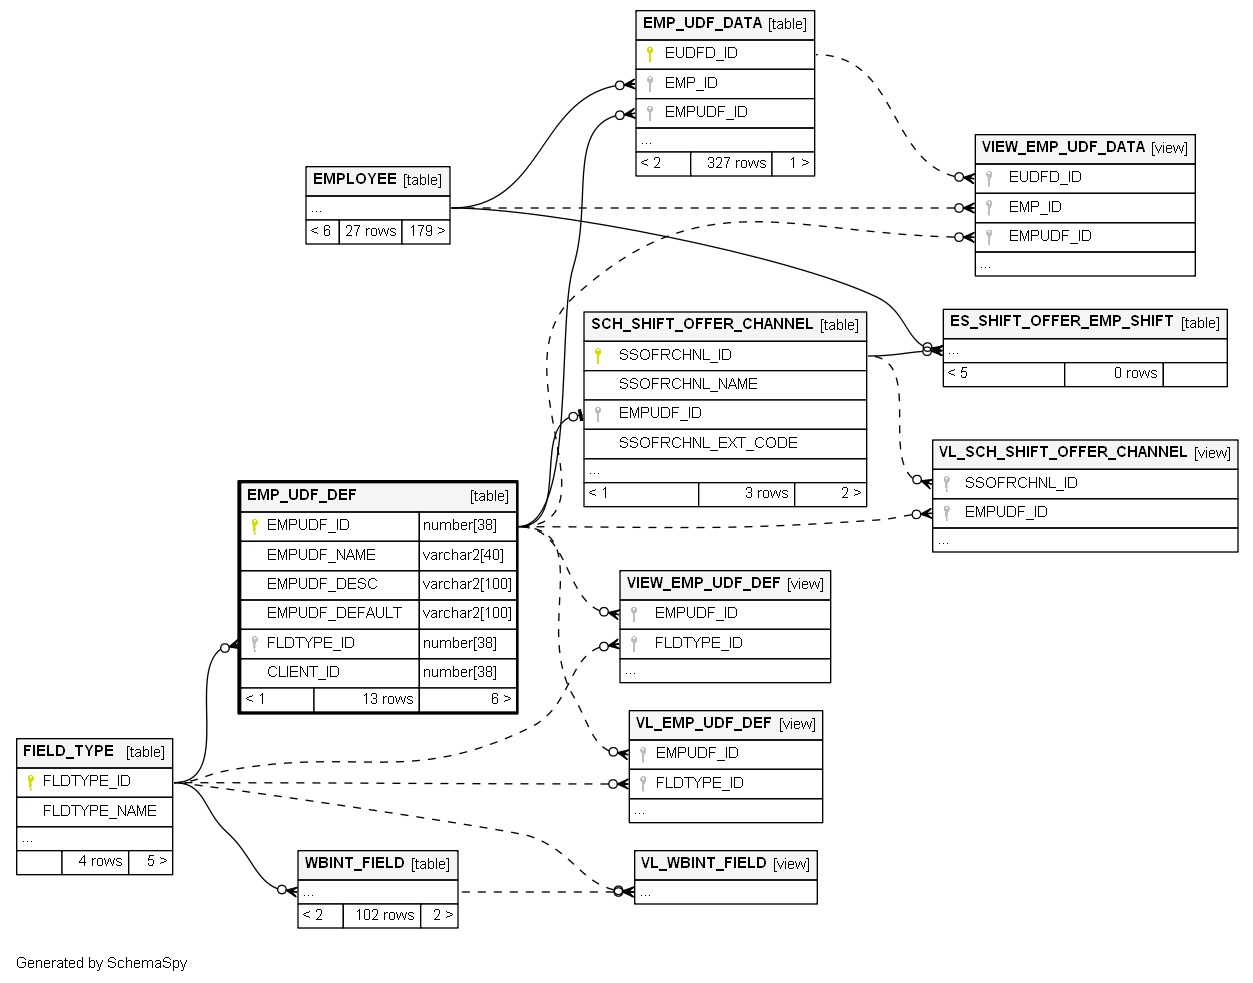 EMP_UDF_DATA [table]
EUDFD_ID
EMP_ID
EMPUDF_ID
...
< 2 327 rows 1 >
VIEW_EMP_UDF_DATA [view]
EUDFD_ID
EMP_ID
EMPUDF_ID
...
EMPLOYEE [table]
...
< 6 27 rows 179 >
SCH_SHIFT_OFFER_CHANNEL [table]
SSOFRCHNL_ID
SSOFRCHNL_NAME
EMPUDF_ID
SSOFRCHNL_EXT_CODE
...
< 1 3 rows 2 >
ES_SHIFT_OFFER_EMP_SHIFT [table]
...
< 5 0 rows
VL_SCH_SHIFT_OFFER_CHANNEL [view]
SSOFRCHNL_ID
EMPUDF_ID
...
EMP_UDF_DEF [table]
EMPUDF_ID number[38]
EMPUDF_NAME varchar2[40]
EMPUDF_DESC varchar2[100]
EMPUDF_DEFAULT varchar2[100]
FLDTYPE_ID number[38]
CLIENT_ID number[38]
< 1 13 rows 6 >
VIEW_EMP_UDF_DEF [view]
EMPUDF_ID
FLDTYPE_ID
...
VL_EMP_UDF_DEF [view]
EMPUDF_ID
FLDTYPE_ID
...
FIELD_TYPE [table]
FLDTYPE_ID
FLDTYPE_NAME
...
4 rows 5 >
WBINT_FIELD [table]
...
< 2 102 rows 2 >
VL_WBINT_FIELD [view]
...
Generated by SchemaSpy